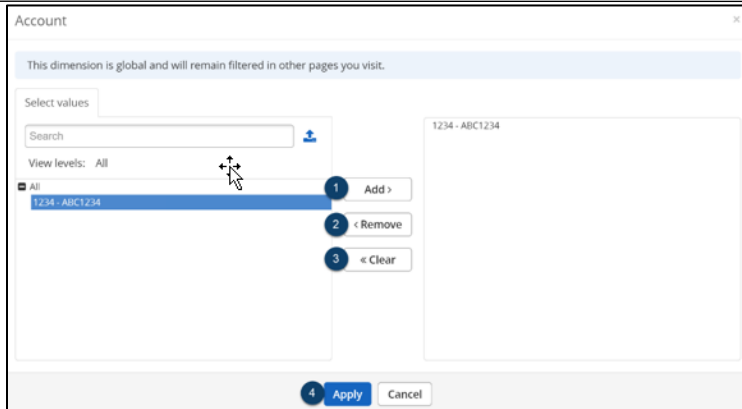 Account
×
This dimension is global and will remain filtered in other pages you visit.
Select values
Search
View levels: All
All
1234 - ABC1234
1 Add >
2 < Remove
3 « Clear
1234 - ABC1234
4 Apply Cancel